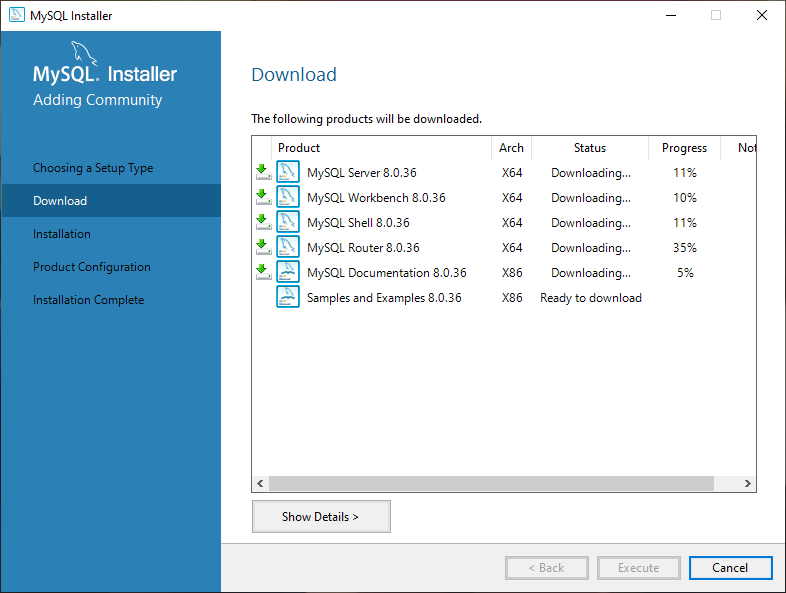 MySQL Installer
MySQL. Installer
Adding Community
Choosing a Setup Type
Download
Installation
Product Configuration
Installation Complete
Download
The following products will be downloaded.
Product Arch Status Progress Not
MySQL Server 8.0.36 X64 Downloading... 11%
MySQL Workbench 8.0.36 X64 Downloading... 10%
MySQL Shell 8.0.36 X64 Downloading... 11%
MySQL Router 8.0.36 X64 Downloading... 35%
MySQL Documentation 8.0.36 X86 Downloading... 5%
Samples and Examples 8.0.36 X86 Ready to download
Show Details >
< Back Execute Cancel